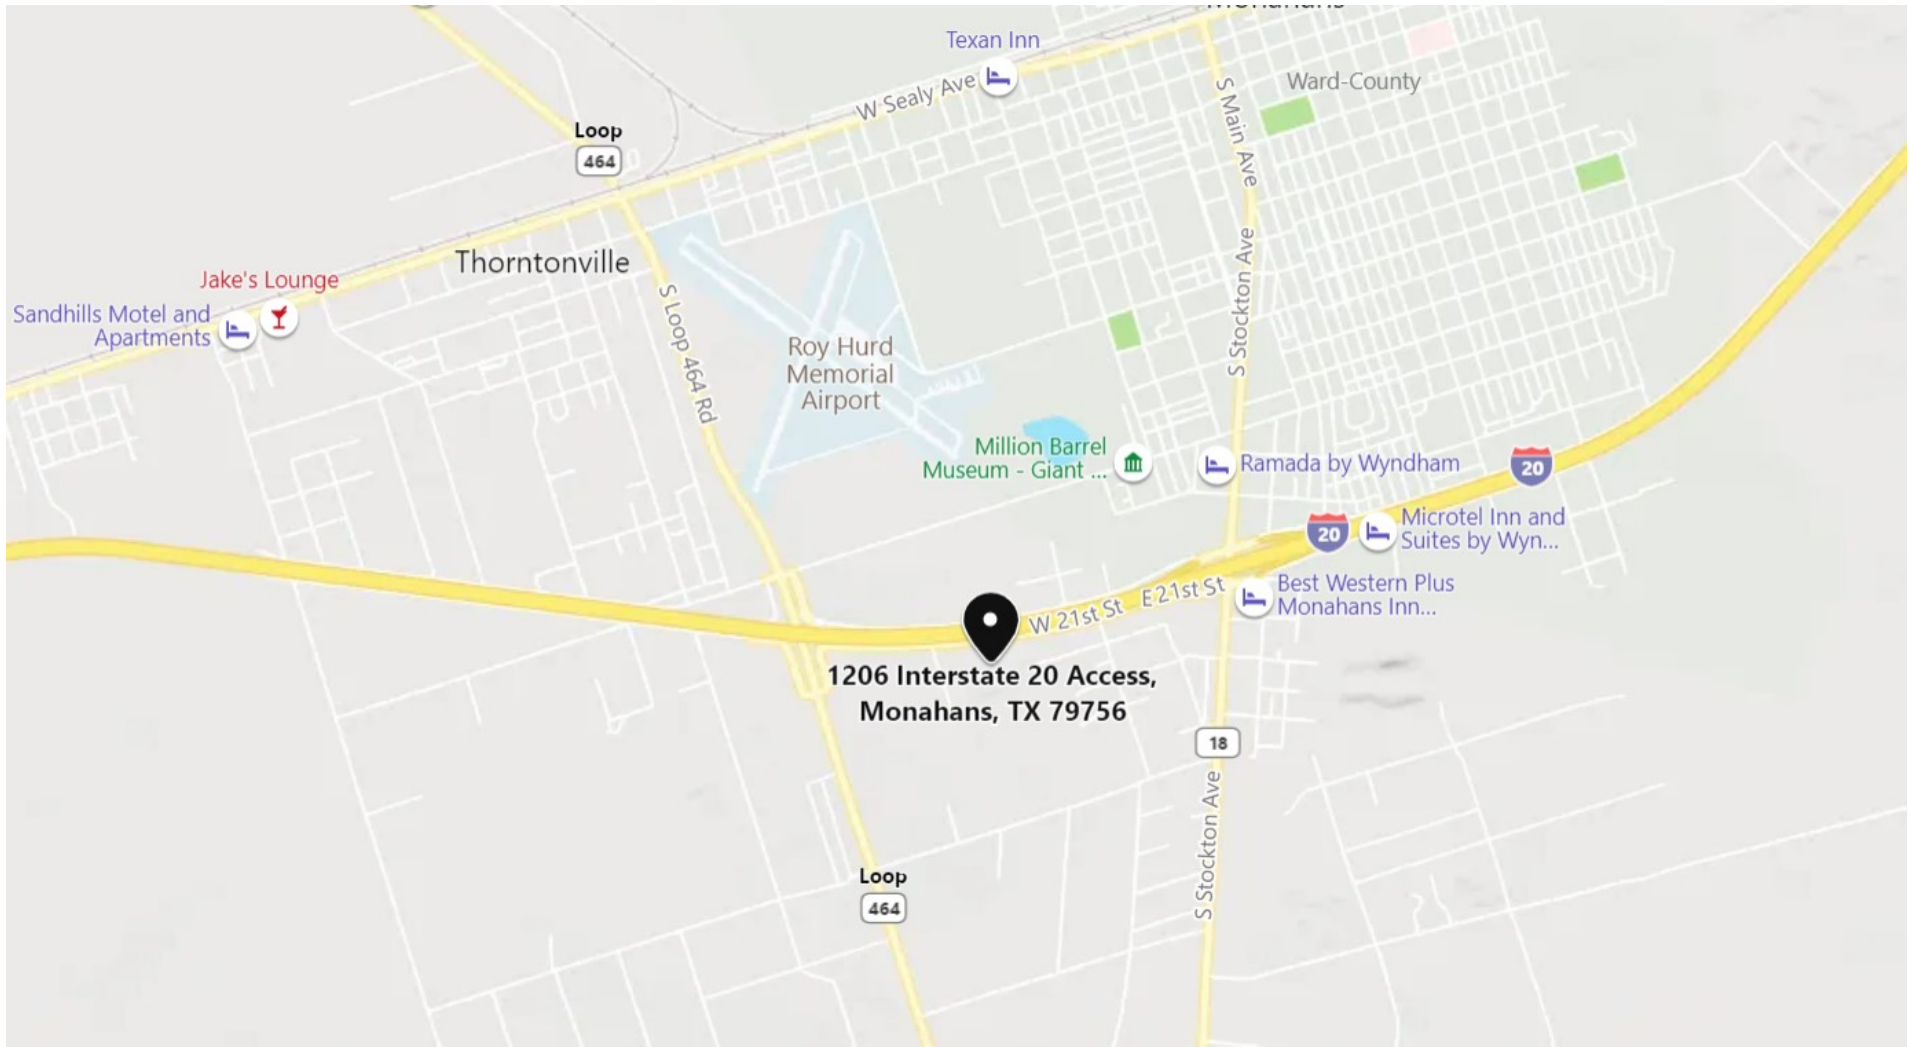 Monahans
Texan Inn
W Sealy Ave
Ward-County
S Main Ave
Loop
464
Thorntonville
Jake's Lounge
Sandhills Motel and
Apartments
S Loop 464 Rd
Roy Hurd
Memorial
Airport
S Stockton Ave
Million Barrel
Museum - Giant ...
Ramada by Wyndham
20
20
Microtel Inn and
Suites by Wyn...
Best Western Plus
Monahans Inn...
W 21st St
E 21st St
1206 Interstate 20 Access,
Monahans, TX 79756
18
S Stockton Ave
Loop
464